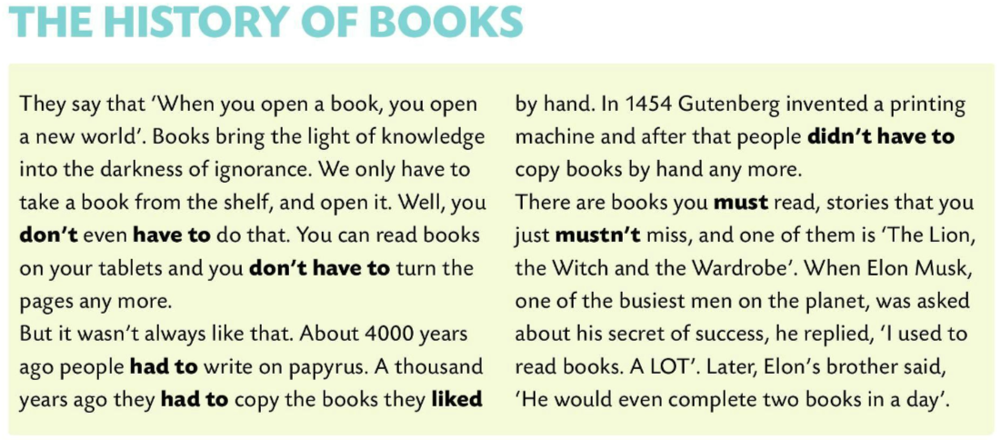 THE HISTORY OF BOOKS
They say that ‘When you open a book, you open
a new world’. Books bring the light of knowledge
into the darkness of ignorance. We only have to
take a book from the shelf, and open it. Well, you
don’t even have to do that. You can read books
on your tablets and you don’t have to turn the
pages any more.
But it wasn’t always like that. About 4000 years
ago people had to write on papyrus. A thousand
years ago they had to copy the books they liked
by hand. In 1454 Gutenberg invented a printing
machine and after that people didn’t have to
copy books by hand any more.
There are books you must read, stories that you
just mustn’t miss, and one of them is ‘The Lion,
the Witch and the Wardrobe’. When Elon Musk,
one of the busiest men on the planet, was asked
about his secret of success, he replied, ‘I used to
read books. A LOT’. Later, Elon’s brother said,
‘He would even complete two books in a day’.